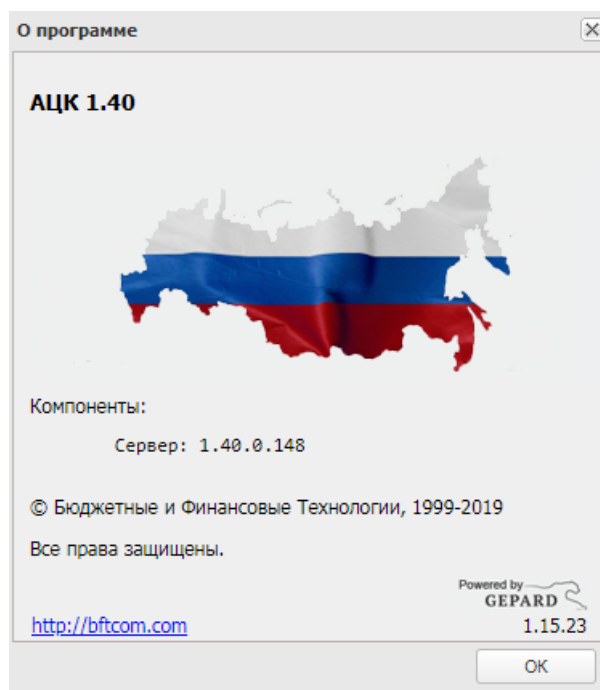 О программе
АЦК 1.40
Компоненты:
Сервер: 1.40.0.148
© Бюджетные и Финансовые Технологии, 1999-2019
Все права защищены.
Powered by
GEPARD
http://bftcom.com
1.15.23
ОК